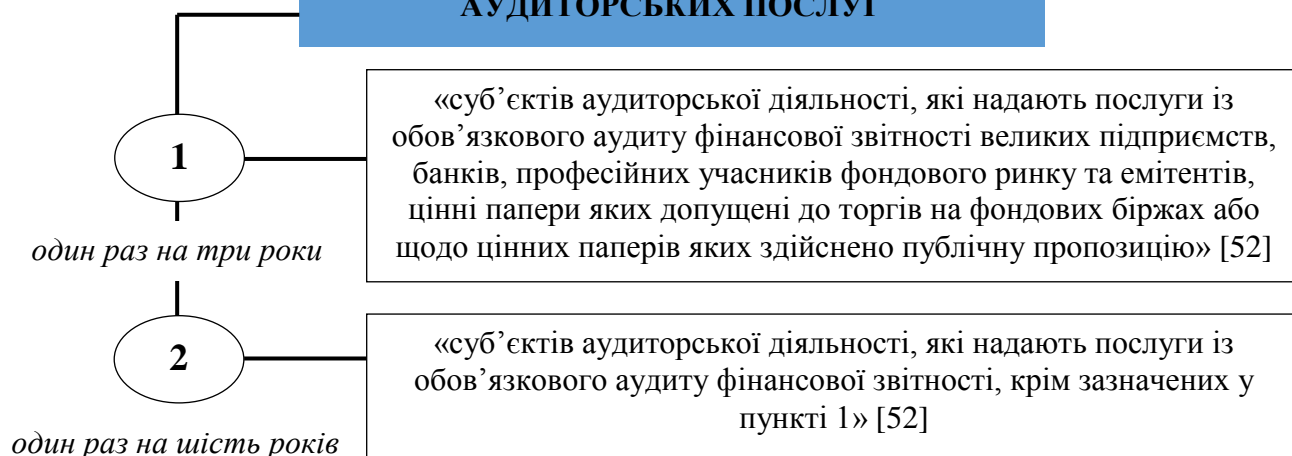 АУДИТОРСЬКИХ ПОСЛУГ
«суб’єктів аудиторської діяльності, які надають послуги із
обов’язкового аудиту фінансової звітності великих підприємств,
банків, професійних учасників фондового ринку та емітентів,
цінні папери яких допущені до торгів на фондових біржах або
щодо цінних паперів яких здійснено публічну пропозицію» [52]
1
один раз на три роки
«суб’єктів аудиторської діяльності, які надають послуги із
обов’язкового аудиту фінансової звітності, крім зазначених у
пункті 1» [52]
2
один раз на шість років